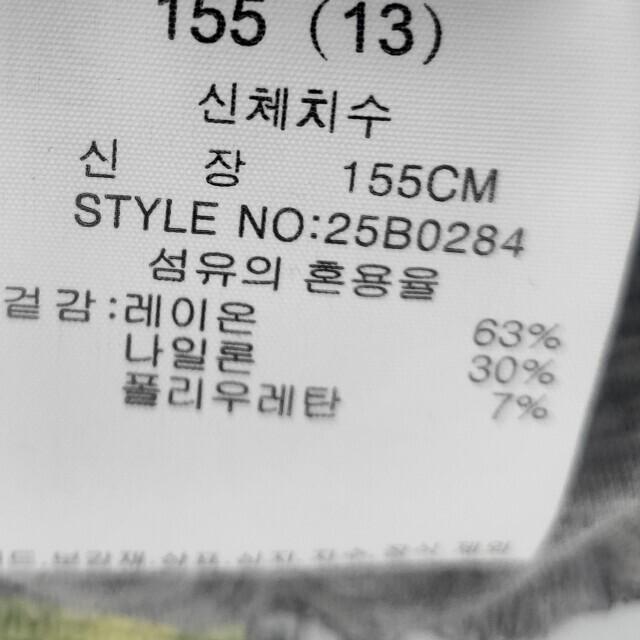 155 (13)
신체치수
신 장 155CM
STYLE NO:25B0284
섬유의 혼용율
겉감:레이온 63%
나일론 30%
폴리우레탄 7%